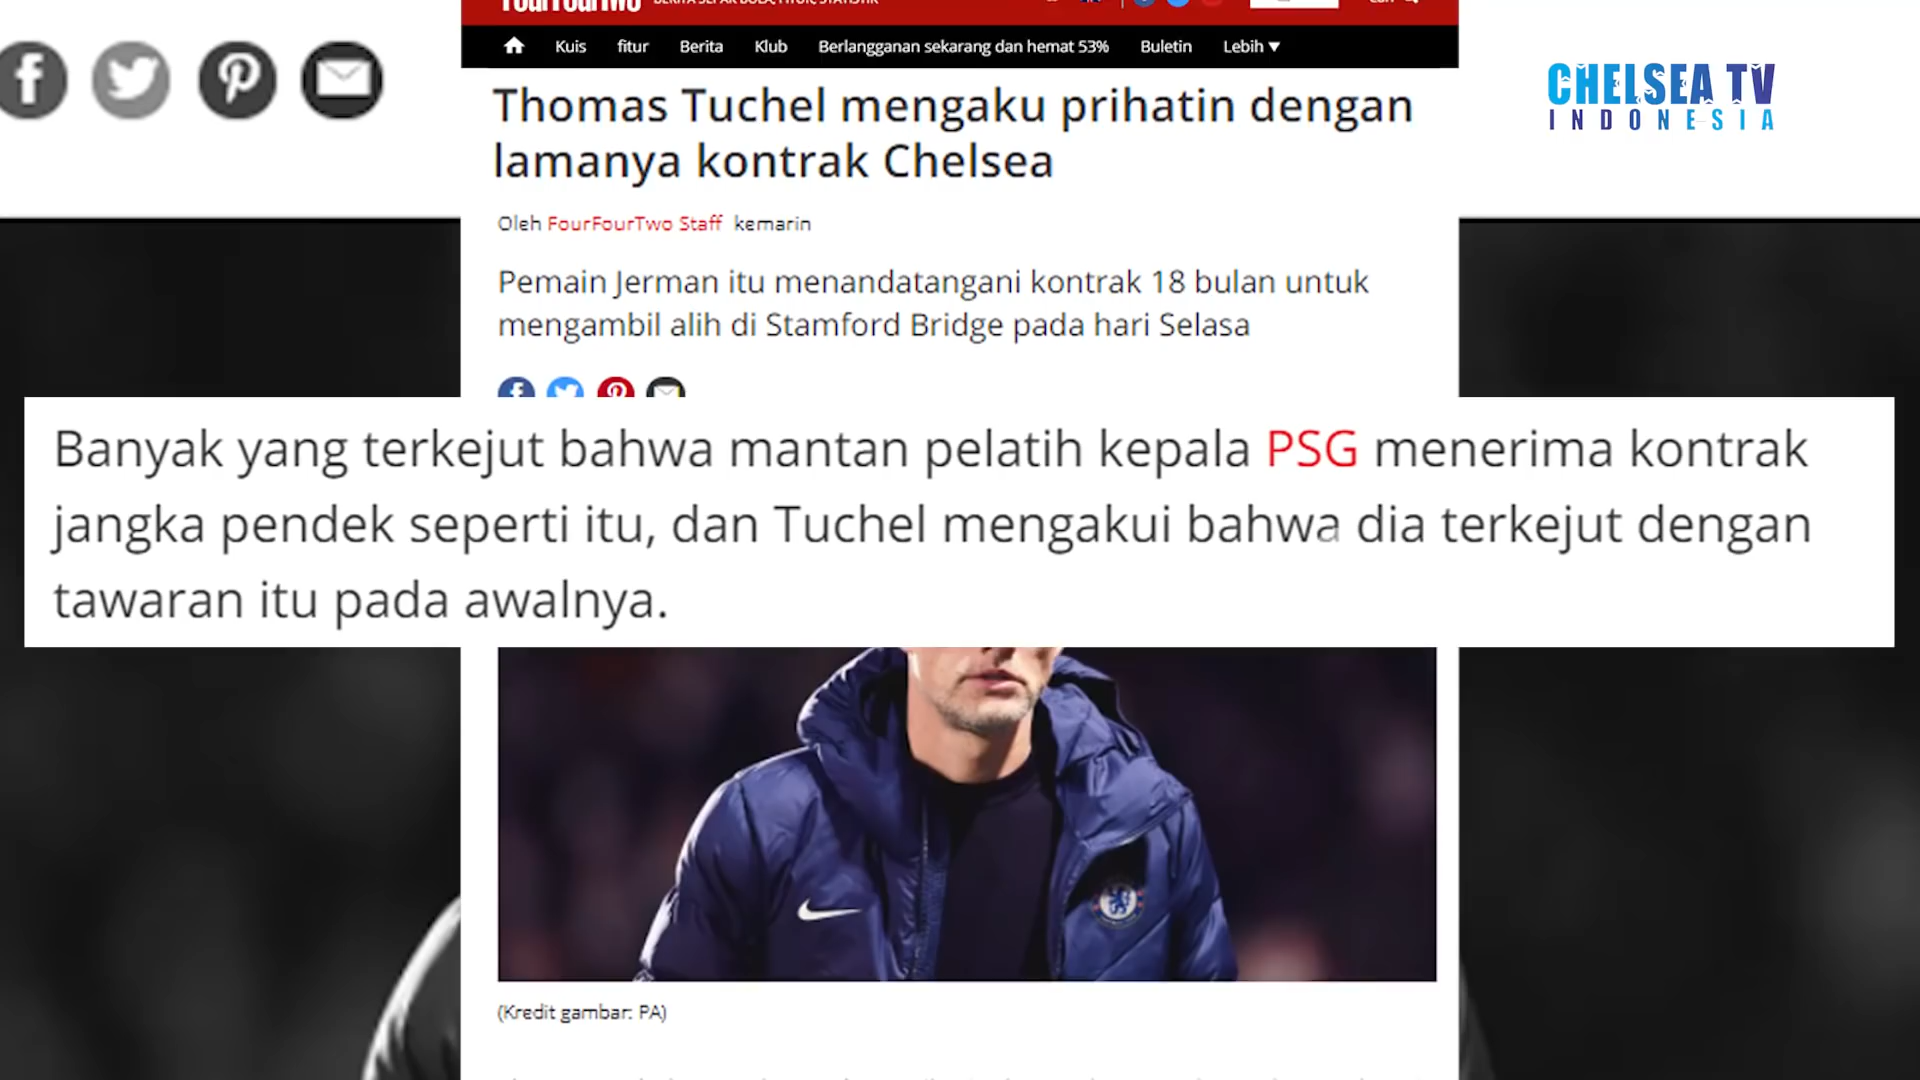 FourFourTwo
Kuis fitur Berita Klub Berlangganan sekarang dan hemat 53% Buletin Lebih ▼
CHELSEA TV
INDONESIA
Thomas Tuchel mengaku prihatin dengan
lamanya kontrak Chelsea
Oleh FourFourTwo Staff kemarin
Pemain Jerman itu menandatangani kontrak 18 bulan untuk
mengambil alih di Stamford Bridge pada hari Selasa
Banyak yang terkejut bahwa mantan pelatih kepala PSG menerima kontrak
jangka pendek seperti itu, dan Tuchel mengakui bahwa dia terkejut dengan
tawaran itu pada awalnya.
(Kredit gambar: PA)